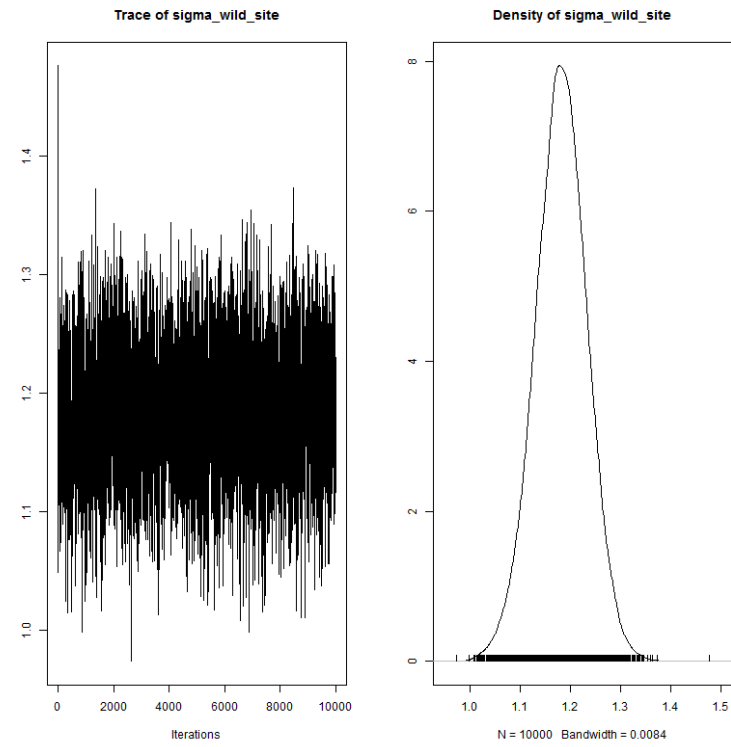 Trace of sigma_wild_site
1.4
1.3
1.2
1.1
1.0
0 2000 6000 10000
Iterations
Density of sigma_wild_site
8
6
4
2
0
1.0 1.1 1.2 1.3 1.4 1.5
N = 10000 Bandwidth = 0.0084